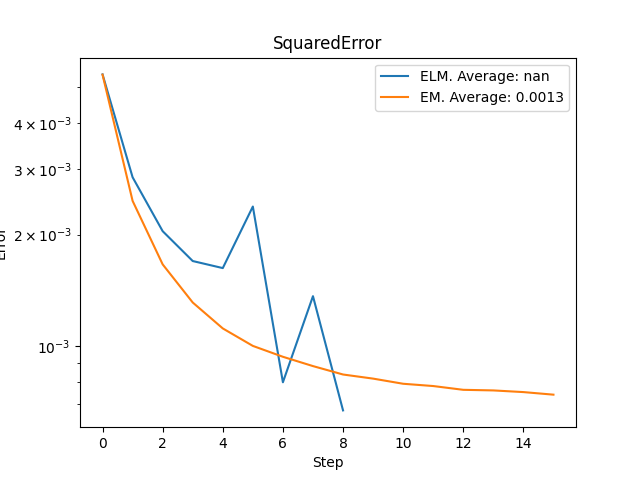 SquaredError
ELM. Average: nan
EM. Average: 0.0013
4 × 10⁻³
3 × 10⁻³
2 × 10⁻³
10⁻³
Error
0 2 4 6 8 10 12 14
Step